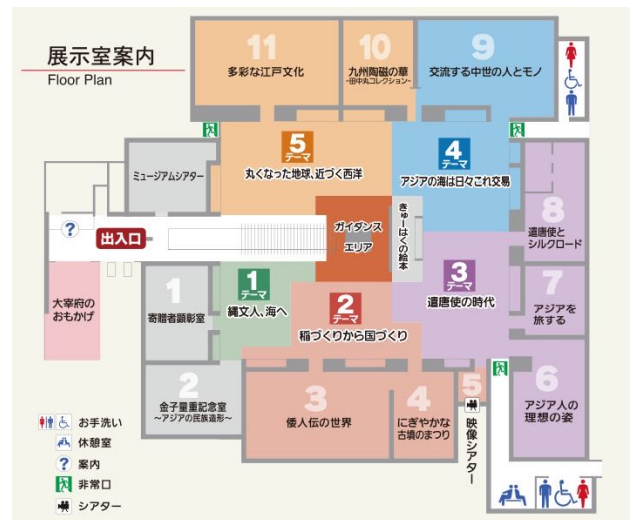 展示室案内
Floor Plan
11
多彩な江戸文化
10
九州陶磁の華
~田中丸コレクション~
9
交流する中世の人とモノ
5
テーマ
丸くなった地球、近づく西洋
4
テーマ
アジアの海は日々これ交易
ミュージアムシアター
8
遣唐使と
シルクロード
?
出入口
ガイダンス
エリア
きゅーはくの絵本
3
テーマ
遣唐使の時代
7
アジアを
旅する
大宰府の
おもかげ
1
寄贈者顕彰室
1
テーマ
縄文人、海へ
2
テーマ
稲づくりから国づくり
2
金子量重記念室
~アジアの民族造形~
3
倭人伝の世界
4
にぎやかな
古墳のまつり
5
映像シアター
6
アジア人の
理想の姿
お手洗い
休憩室
? 案内
非常口
シアター